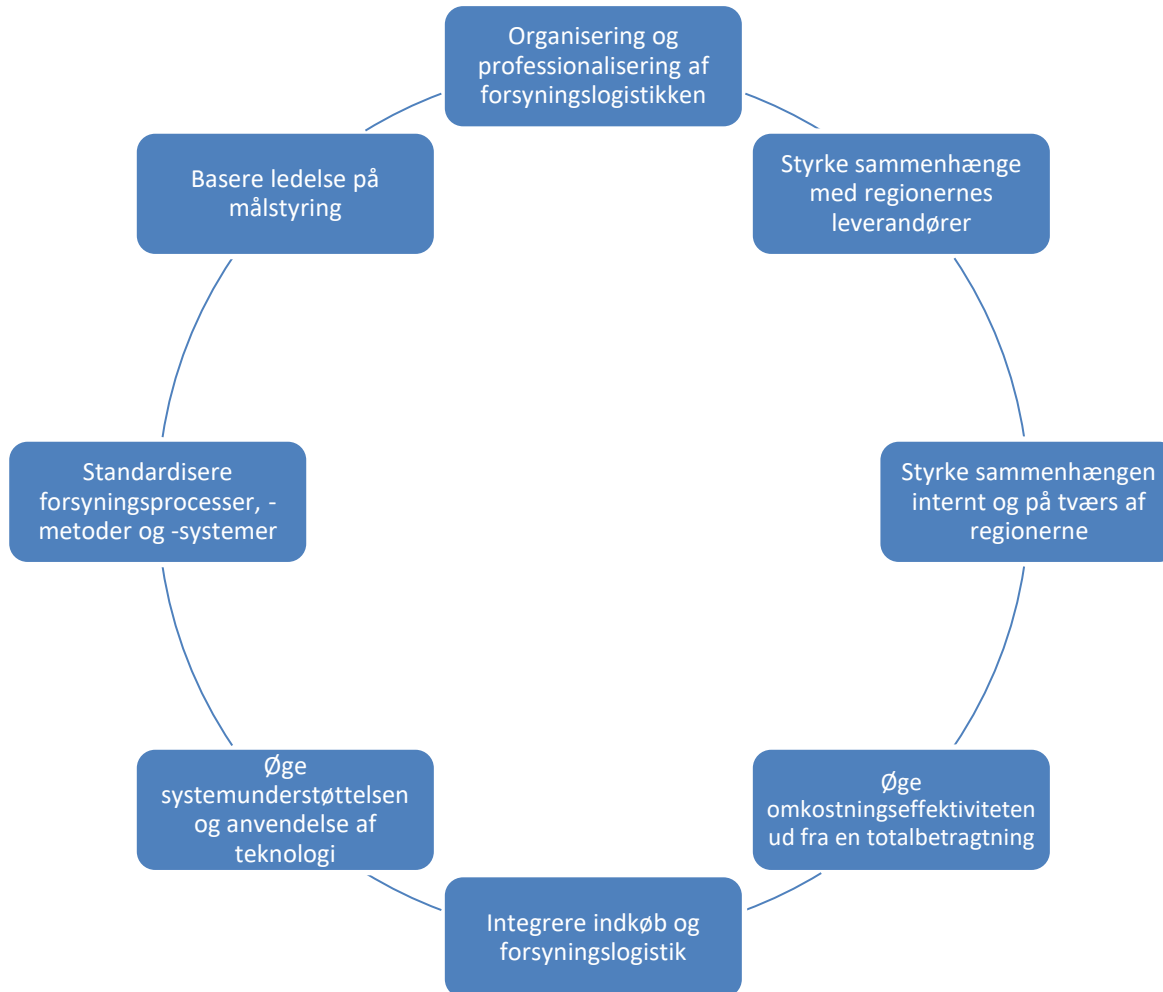 Organisering og
professionalisering af
forsyningslogistikken
Styrke sammenhænge
med regionernes
leverandører
Styrke sammenhængen
internt og på tværs af
regionerne
Øge
omkostningseffektiviteten
ud fra en totalbetragtning
Integrere indkøb og
forsyningslogistik
Øge
systemunderstøttelsen
og anvendelse af
teknologi
Standardisere
forsyningsprocesser, -
metoder og -systemer
Basere ledelse på
målstyring